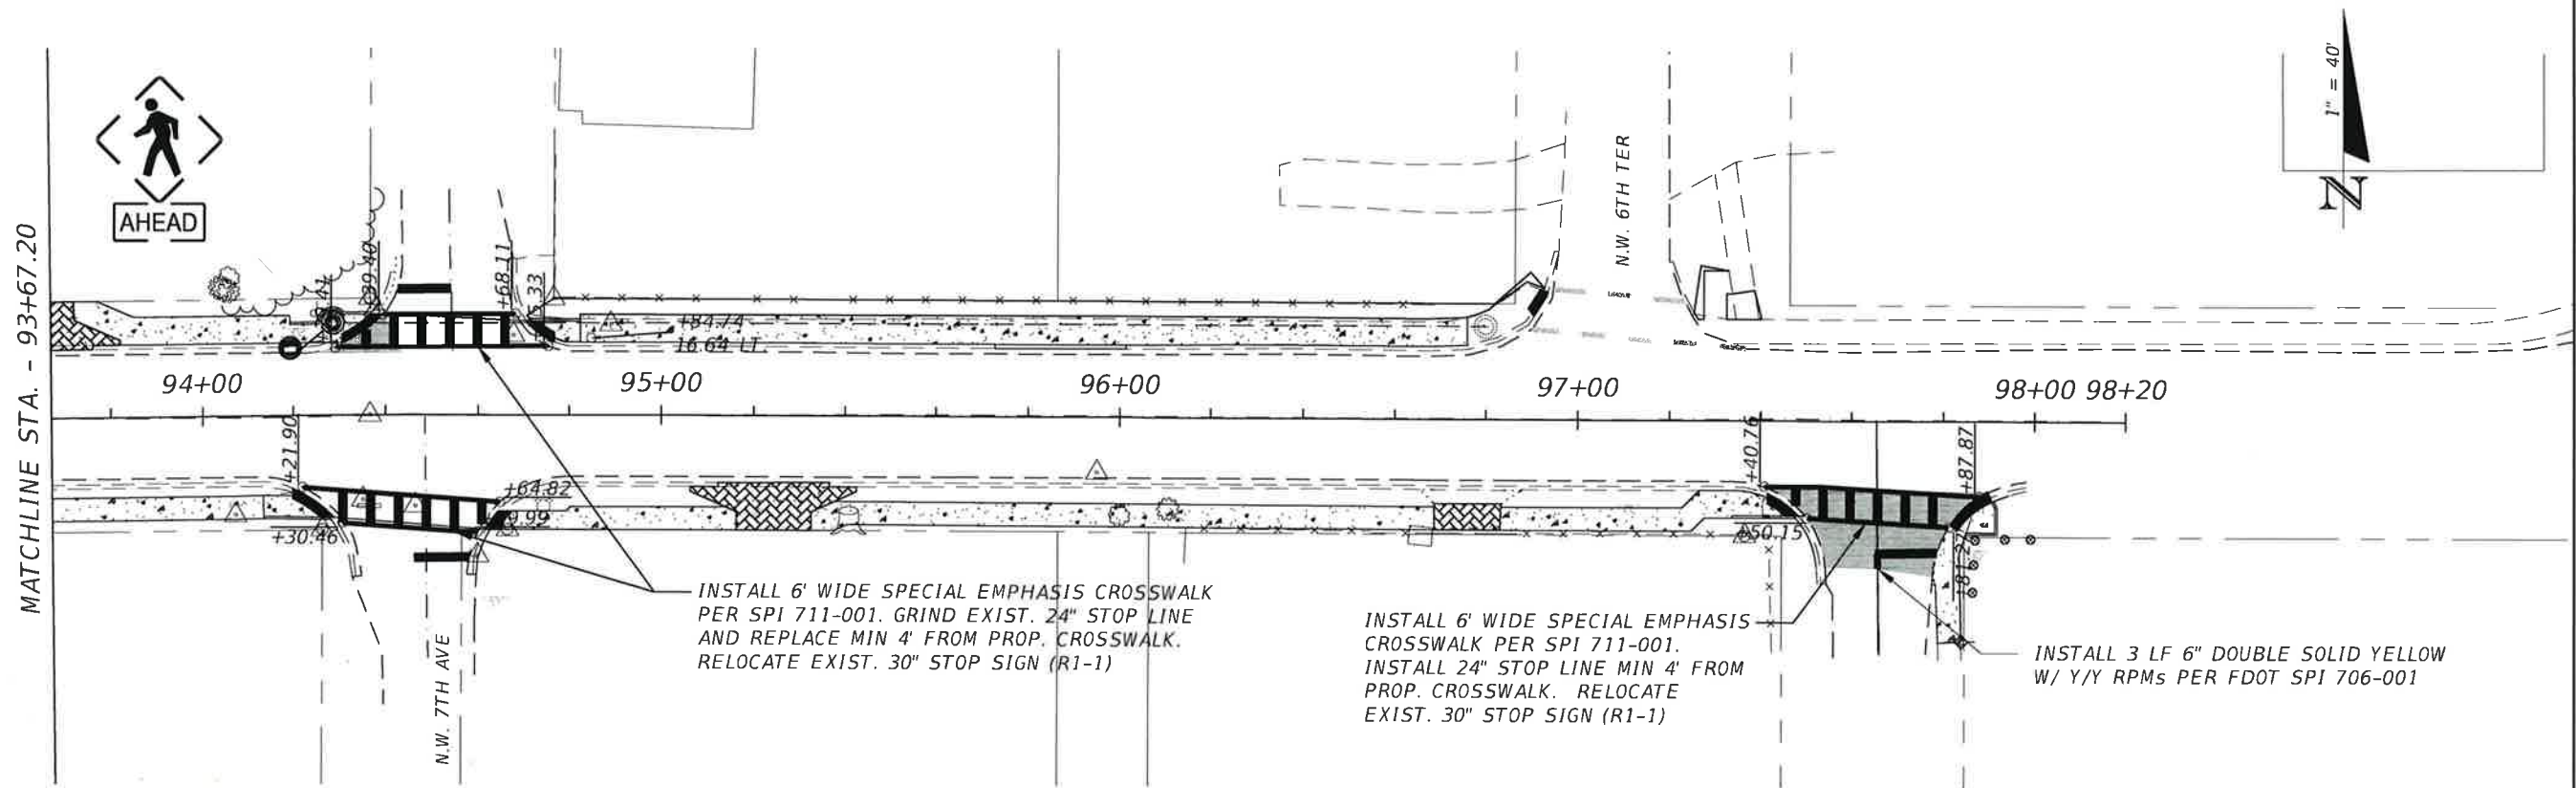 MATCHLINE STA. - 93+67.20
AHEAD
39.40
+68.11
.33
+84.74
16.64 LT
N.W. 6TH TER
1" = 40'
N
94+00
95+00
96+00
97+00
98+00 98+20
+21.90
+64.82
9.99
+30.46
+40.76
+87.87
+50.15
N.W. 7TH AVE
INSTALL 6' WIDE SPECIAL EMPHASIS CROSSWALK
PER SPI 711-001. GRIND EXIST. 24" STOP LINE
AND REPLACE MIN 4' FROM PROP. CROSSWALK.
RELOCATE EXIST. 30" STOP SIGN (R1-1)
INSTALL 6' WIDE SPECIAL EMPHASIS
CROSSWALK PER SPI 711-001.
INSTALL 24" STOP LINE MIN 4' FROM
PROP. CROSSWALK. RELOCATE
EXIST. 30" STOP SIGN (R1-1)
INSTALL 3 LF 6" DOUBLE SOLID YELLOW
W/ Y/Y RPMs PER FDOT SPI 706-001